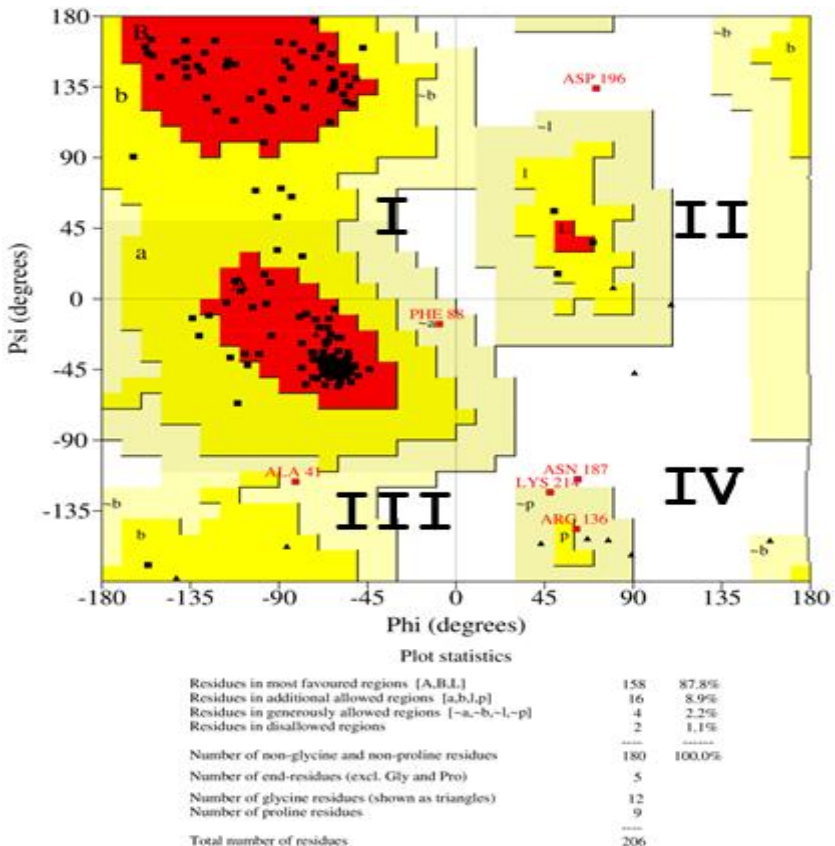 180
B
~b
b
135
ASP 196
b
~b
~l
90
l
I
II
45
a
L
0
PHE 88
~a
-45
-90
ALA 41
ASN 187
LYS 214
IV
~b
III
~p
-135
ARG 136
b
p
~b
-180 -135 -90 -45 0 45 90 135 180
Psi (degrees)
Phi (degrees)
Plot statistics
Residues in most favoured regions [A,B,L] 158 87.8%
Residues in additional allowed regions [a,b,l,p] 16 8.9%
Residues in generously allowed regions [~a,~b,~l,~p] 4 2.2%
Residues in disallowed regions 2 1.1%
---- ------
Number of non-glycine and non-proline residues 180 100.0%
Number of end-residues (excl. Gly and Pro) 5
Number of glycine residues (shown as triangles) 12
Number of proline residues 9
----
Total number of residues 206